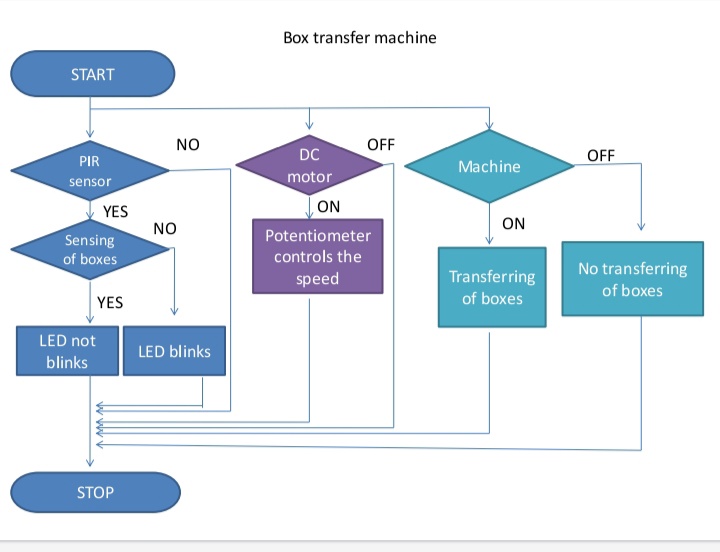 Box transfer machine
START
NO
OFF
OFF
PIR
sensor
DC
motor
Machine
YES
NO
ON
ON
Sensing
of boxes
Potentiometer
controls the
speed
Transferring
of boxes
No transferring
of boxes
YES
LED not
blinks
LED blinks
STOP